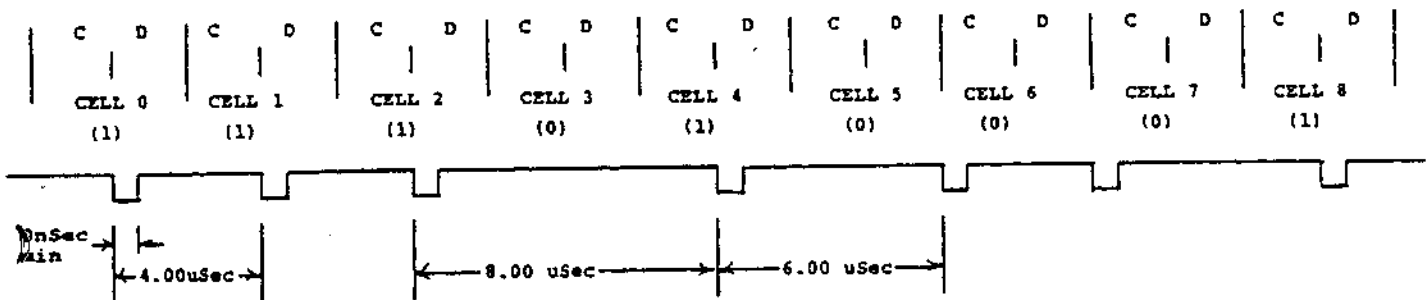 C D C D C D C D C D C D C D C D C D
CELL 0 CELL 1 CELL 2 CELL 3 CELL 4 CELL 5 CELL 6 CELL 7 CELL 8
(1) (1) (1) (0) (1) (0) (0) (0) (1)
4.00uSec 8.00 uSec 6.00 uSec